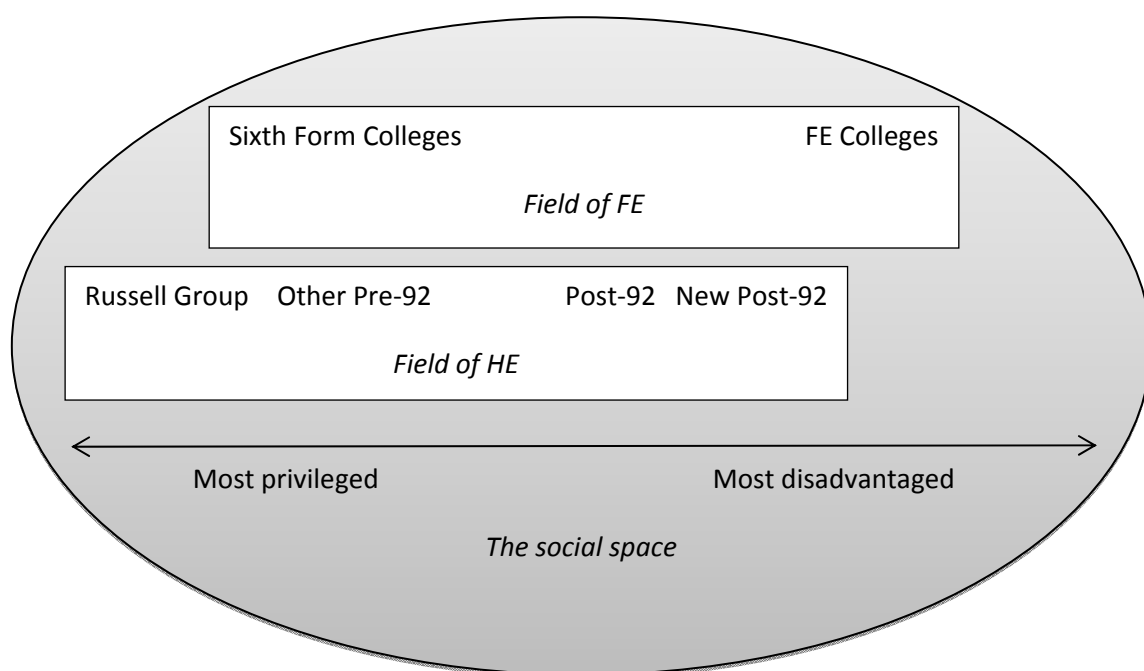 Sixth Form Colleges FE Colleges
Field of FE
Russell Group Other Pre-92 Post-92 New Post-92
Field of HE
Most privileged Most disadvantaged
The social space